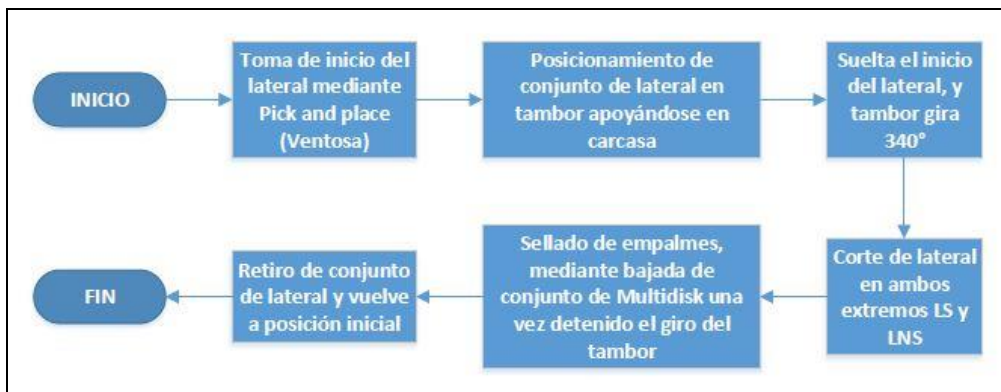 INICIO
Toma de inicio del
lateral mediante
Pick and place
(Ventosa)
Posicionamiento de
conjunto de lateral en
tambor apoyándose en
carcasa
Suelta el inicio
del lateral, y
tambor gira
340°
Corte de lateral
en ambos
extremos LS y
LNS
Sellado de empalmes,
mediante bajada de
conjunto de Multidisk una
vez detenido el giro del
tambor
Retiro de conjunto
de lateral y vuelve
a posición inicial
FIN